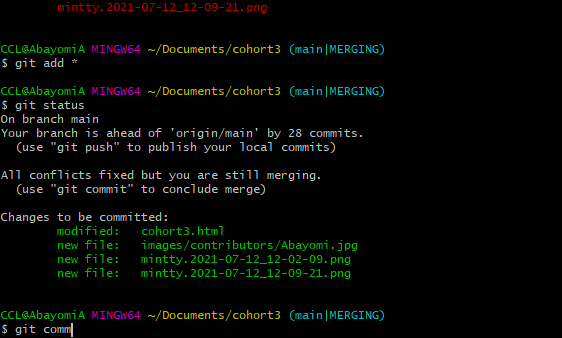 mintty.2021-07-12_12-09-21.png
CCL@AbayomiA MINGW64 ~/Documents/cohort3 (main|MERGING)
$ git add *
CCL@AbayomiA MINGW64 ~/Documents/cohort3 (main|MERGING)
$ git status
On branch main
Your branch is ahead of 'origin/main' by 28 commits.
  (use "git push" to publish your local commits)
All conflicts fixed but you are still merging.
  (use "git commit" to conclude merge)
Changes to be committed:
        modified:   cohort3.html
        new file:   images/contributors/Abayomi.jpg
        new file:   mintty.2021-07-12_12-02-09.png
        new file:   mintty.2021-07-12_12-09-21.png
CCL@AbayomiA MINGW64 ~/Documents/cohort3 (main|MERGING)
$ git comm